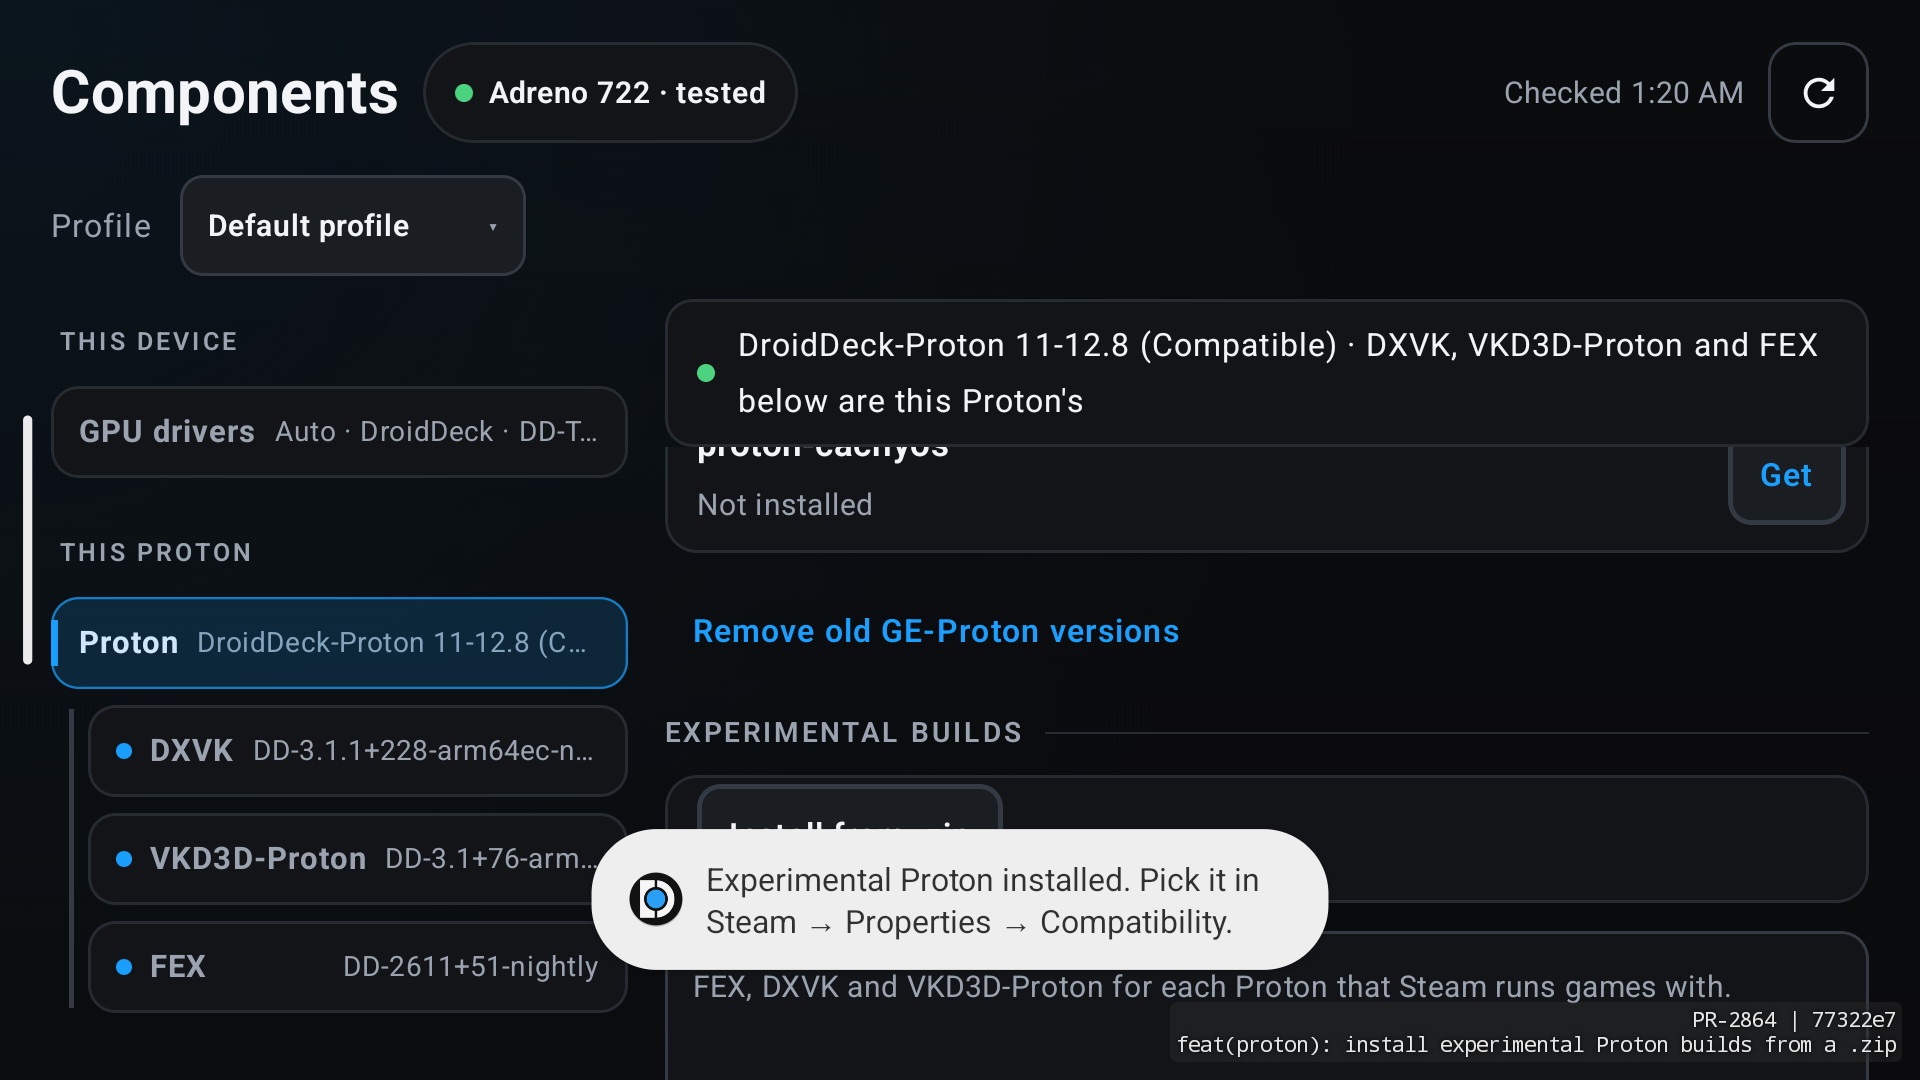 Components
Adreno 722 · tested
Checked 1:20 AM
Profile
Default profile
THIS DEVICE
GPU drivers Auto · DroidDeck · DD-T...
THIS PROTON
Proton DroidDeck-Proton 11-12.8 (C...
DXVK DD-3.1.1+228-arm64ec-n...
VKD3D-Proton DD-3.1+76-arm...
FEX DD-2611+51-nightly
DroidDeck-Proton 11-12.8 (Compatible) · DXVK, VKD3D-Proton and FEX
below are this Proton's
proton-cachyos
Not installed
Get
Remove old GE-Proton versions
EXPERIMENTAL BUILDS
Install from .zip
Experimental Proton installed. Pick it in
Steam → Properties → Compatibility.
FEX, DXVK and VKD3D-Proton for each Proton that Steam runs games with.
PR-2864 | 77322e7
feat(proton): install experimental Proton builds from a .zip